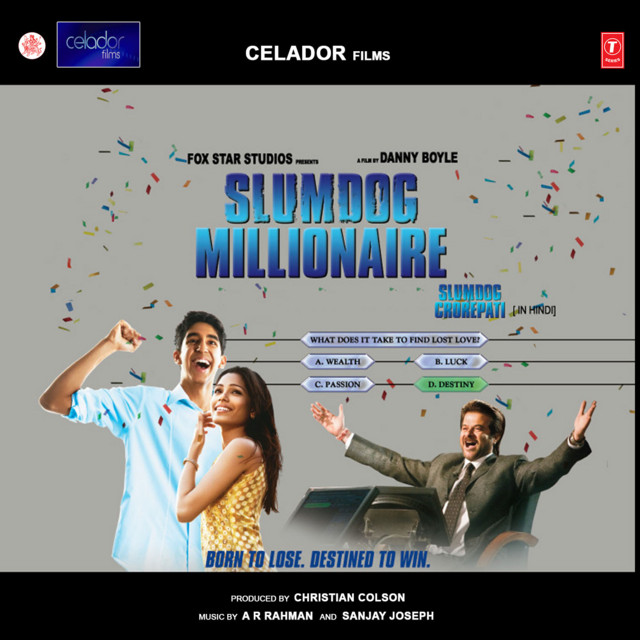 celador
films
CELADOR FILMS
T
SERIES
FOX STAR STUDIOS PRESENTS
A FILM BY DANNY BOYLE
SLUMDOG
MILLIONAIRE
SLUMDOG
CROREPATI [IN HINDI]
WHAT DOES IT TAKE TO FIND LOST LOVE?
A. WEALTH
B. LUCK
C. PASSION
D. DESTINY
BORN TO LOSE. DESTINED TO WIN.
PRODUCED BY CHRISTIAN COLSON
MUSIC BY A R RAHMAN AND SANJAY JOSEPH